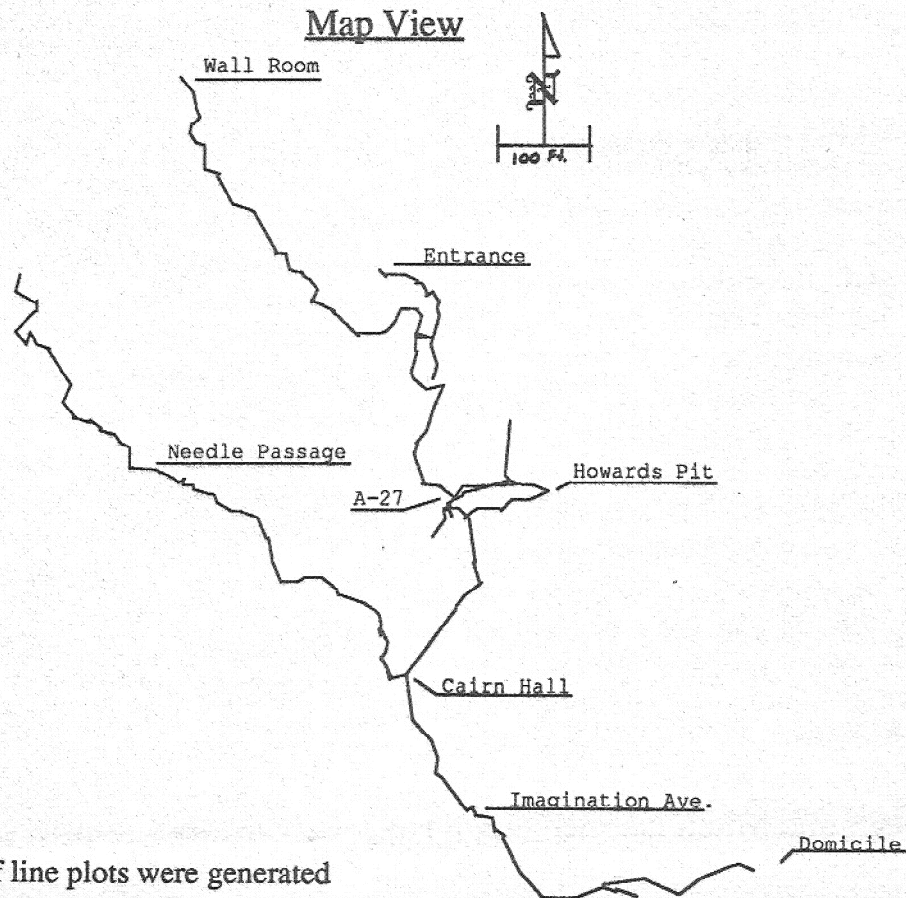 Map View
Wall Room
100 Ft.
Entrance
Needle Passage
Howards Pit
A-27
Cairn Hall
Imagination Ave.
Domicile
f line plots were generated